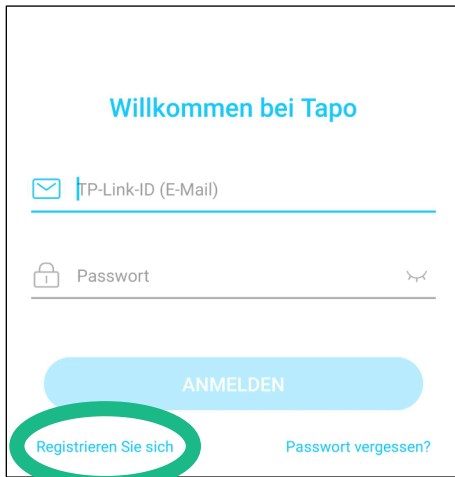 Willkommen bei Tapo
TP-Link-ID (E-Mail)
Passwort
ANMELDEN
Registrieren Sie sich
Passwort vergessen?